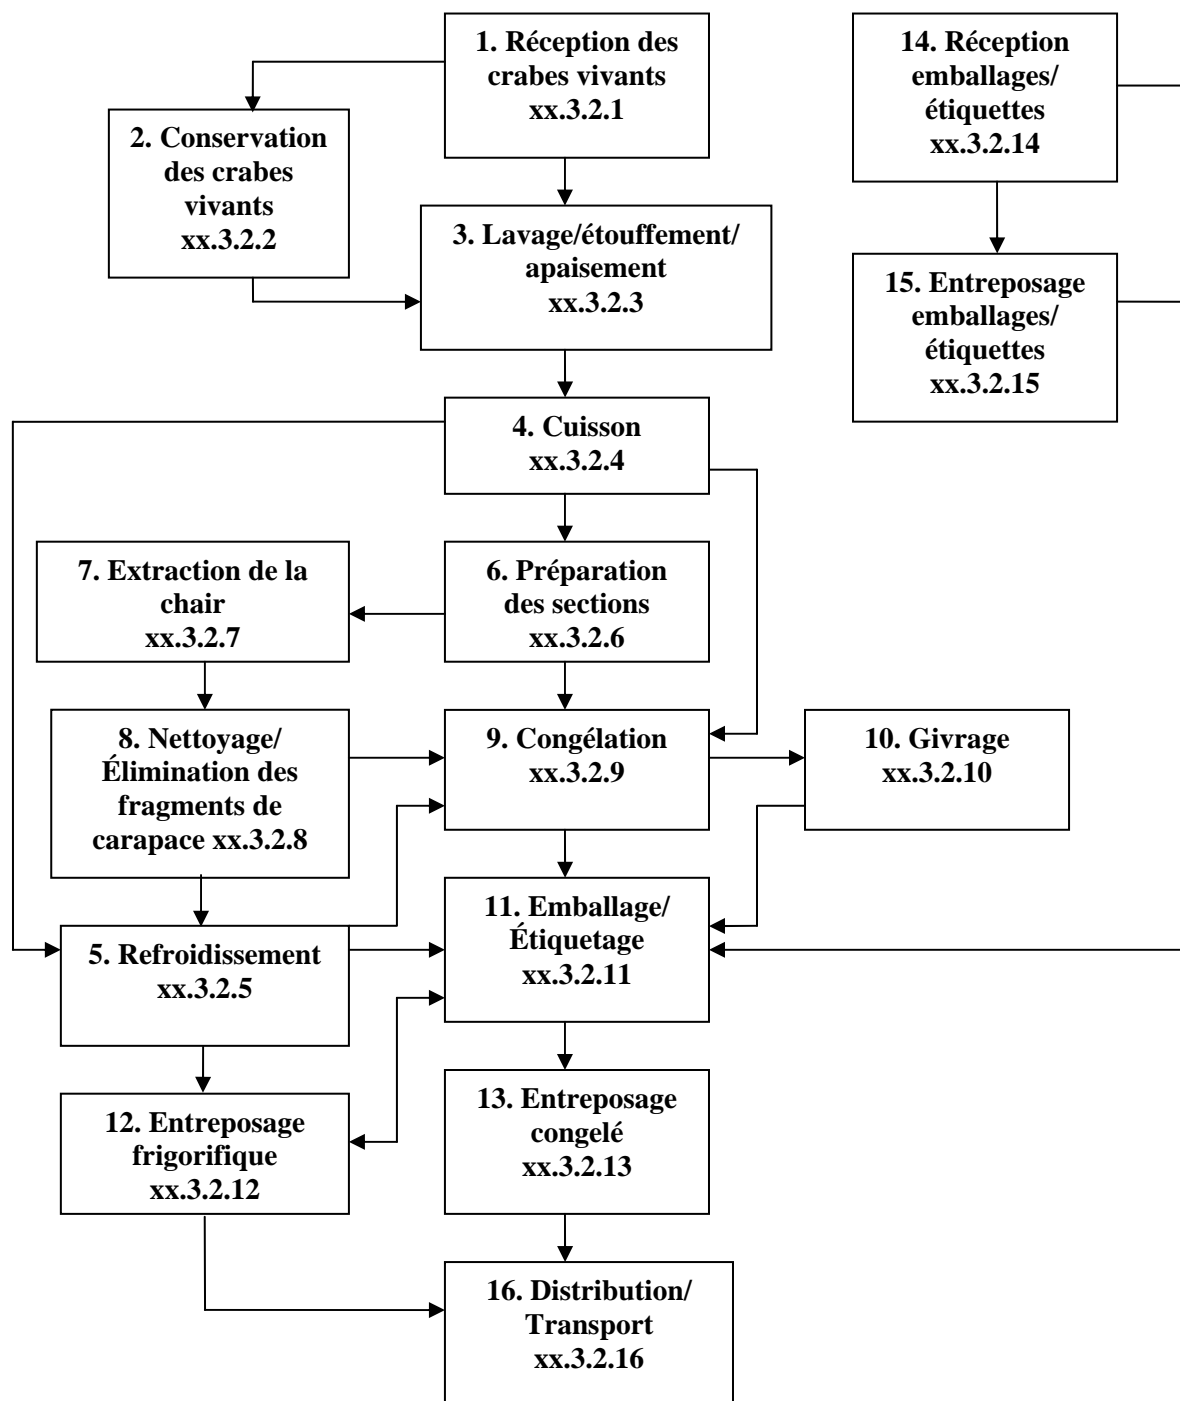 1. Réception des
crabes vivants
xx.3.2.1
14. Réception
emballages/
étiquettes
xx.3.2.14
2. Conservation
des crabes
vivants
xx.3.2.2
3. Lavage/étouffement/
apaisement
xx.3.2.3
15. Entreposage
emballages/
étiquettes
xx.3.2.15
4. Cuisson
xx.3.2.4
7. Extraction de la
chair
xx.3.2.7
6. Préparation
des sections
xx.3.2.6
8. Nettoyage/
Élimination des
fragments de
carapace xx.3.2.8
9. Congélation
xx.3.2.9
10. Givrage
xx.3.2.10
5. Refroidissement
xx.3.2.5
11. Emballage/
Étiquetage
xx.3.2.11
12. Entreposage
frigorifique
xx.3.2.12
13. Entreposage
congelé
xx.3.2.13
16. Distribution/
Transport
xx.3.2.16